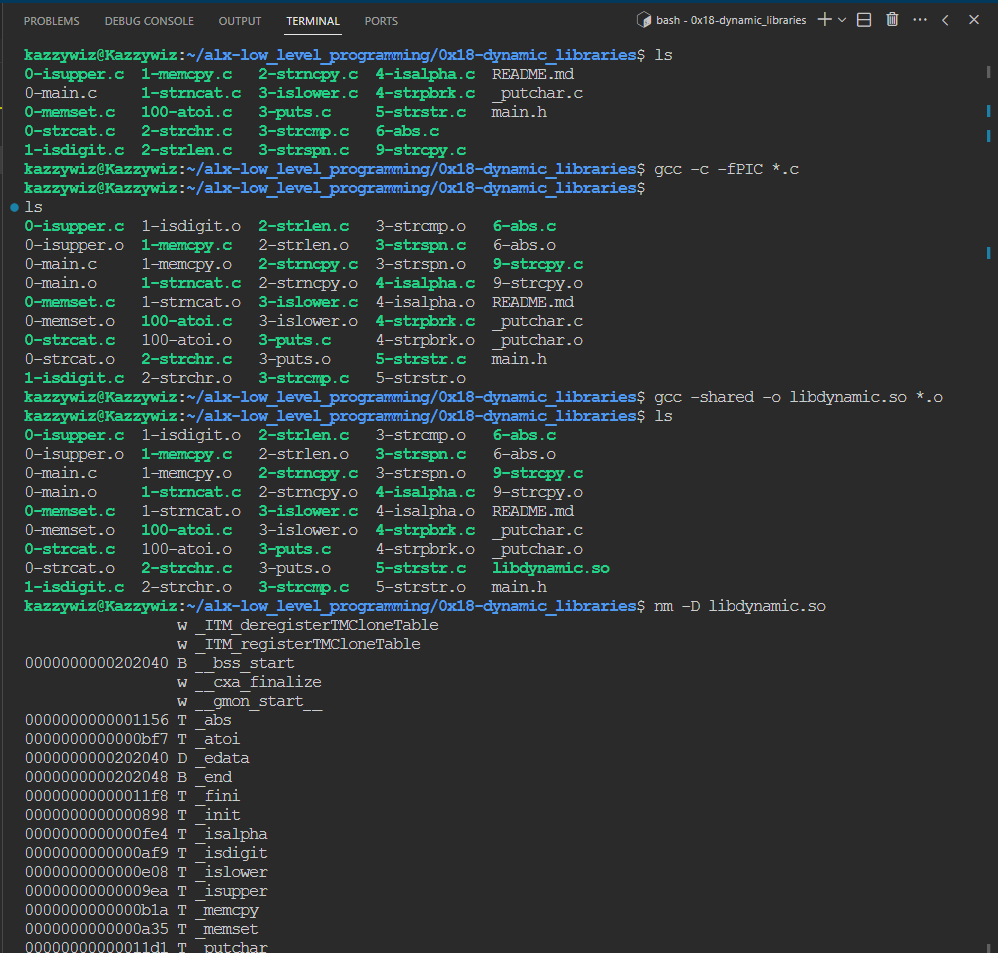 PROBLEMS DEBUG CONSOLE OUTPUT TERMINAL PORTS bash - 0x18-dynamic_libraries
kazzywiz@Kazzywiz:~/alx-low_level_programming/0x18-dynamic_libraries$ ls
0-isupper.c 1-memcpy.c 2-strncpy.c 4-isalpha.c README.md
0-main.c 1-strncat.c 3-islower.c 4-strpbrk.c _putchar.c
0-memset.c 100-atoi.c 3-puts.c 5-strstr.c main.h
0-strcat.c 2-strchr.c 3-strcmp.c 6-abs.c
1-isdigit.c 2-strlen.c 3-strspn.c 9-strcpy.c
kazzywiz@Kazzywiz:~/alx-low_level_programming/0x18-dynamic_libraries$ gcc -c -fPIC *.c
kazzywiz@Kazzywiz:~/alx-low_level_programming/0x18-dynamic_libraries$
ls
0-isupper.c 1-isdigit.o 2-strlen.c 3-strcmp.o 6-abs.c
0-isupper.o 1-memcpy.c 2-strlen.o 3-strspn.c 6-abs.o
0-main.c 1-memcpy.o 2-strncpy.c 3-strspn.o 9-strcpy.c
0-main.o 1-strncat.c 2-strncpy.o 4-isalpha.c 9-strcpy.o
0-memset.c 1-strncat.o 3-islower.c 4-isalpha.o README.md
0-memset.o 100-atoi.c 3-islower.o 4-strpbrk.c _putchar.c
0-strcat.c 100-atoi.o 3-puts.c 4-strpbrk.o _putchar.o
0-strcat.o 2-strchr.c 3-puts.o 5-strstr.c main.h
1-isdigit.c 2-strchr.o 3-strcmp.c 5-strstr.o
kazzywiz@Kazzywiz:~/alx-low_level_programming/0x18-dynamic_libraries$ gcc -shared -o libdynamic.so *.o
kazzywiz@Kazzywiz:~/alx-low_level_programming/0x18-dynamic_libraries$ ls
0-isupper.c 1-isdigit.o 2-strlen.c 3-strcmp.o 6-abs.c
0-isupper.o 1-memcpy.c 2-strlen.o 3-strspn.c 6-abs.o
0-main.c 1-memcpy.o 2-strncpy.c 3-strspn.o 9-strcpy.c
0-main.o 1-strncat.c 2-strncpy.o 4-isalpha.c 9-strcpy.o
0-memset.c 1-strncat.o 3-islower.c 4-isalpha.o README.md
0-memset.o 100-atoi.c 3-islower.o 4-strpbrk.c _putchar.c
0-strcat.c 100-atoi.o 3-puts.c 4-strpbrk.o _putchar.o
0-strcat.o 2-strchr.c 3-puts.o 5-strstr.c libdynamic.so
1-isdigit.c 2-strchr.o 3-strcmp.c 5-strstr.o main.h
kazzywiz@Kazzywiz:~/alx-low_level_programming/0x18-dynamic_libraries$ nm -D libdynamic.so
w _ITM_deregisterTMCloneTable
w _ITM_registerTMCloneTable
0000000000202040 B __bss_start
w __cxa_finalize
w __gmon_start__
0000000000001156 T _abs
0000000000000bf7 T _atoi
0000000000202040 D _edata
0000000000202048 B _end
00000000000011f8 T _fini
0000000000000898 T _init
0000000000000fe4 T _isalpha
0000000000000af9 T _isdigit
0000000000000e08 T _islower
00000000000009ea T _isupper
0000000000000b1a T _memcpy
0000000000000a35 T _memset
00000000000011d1 T _putchar